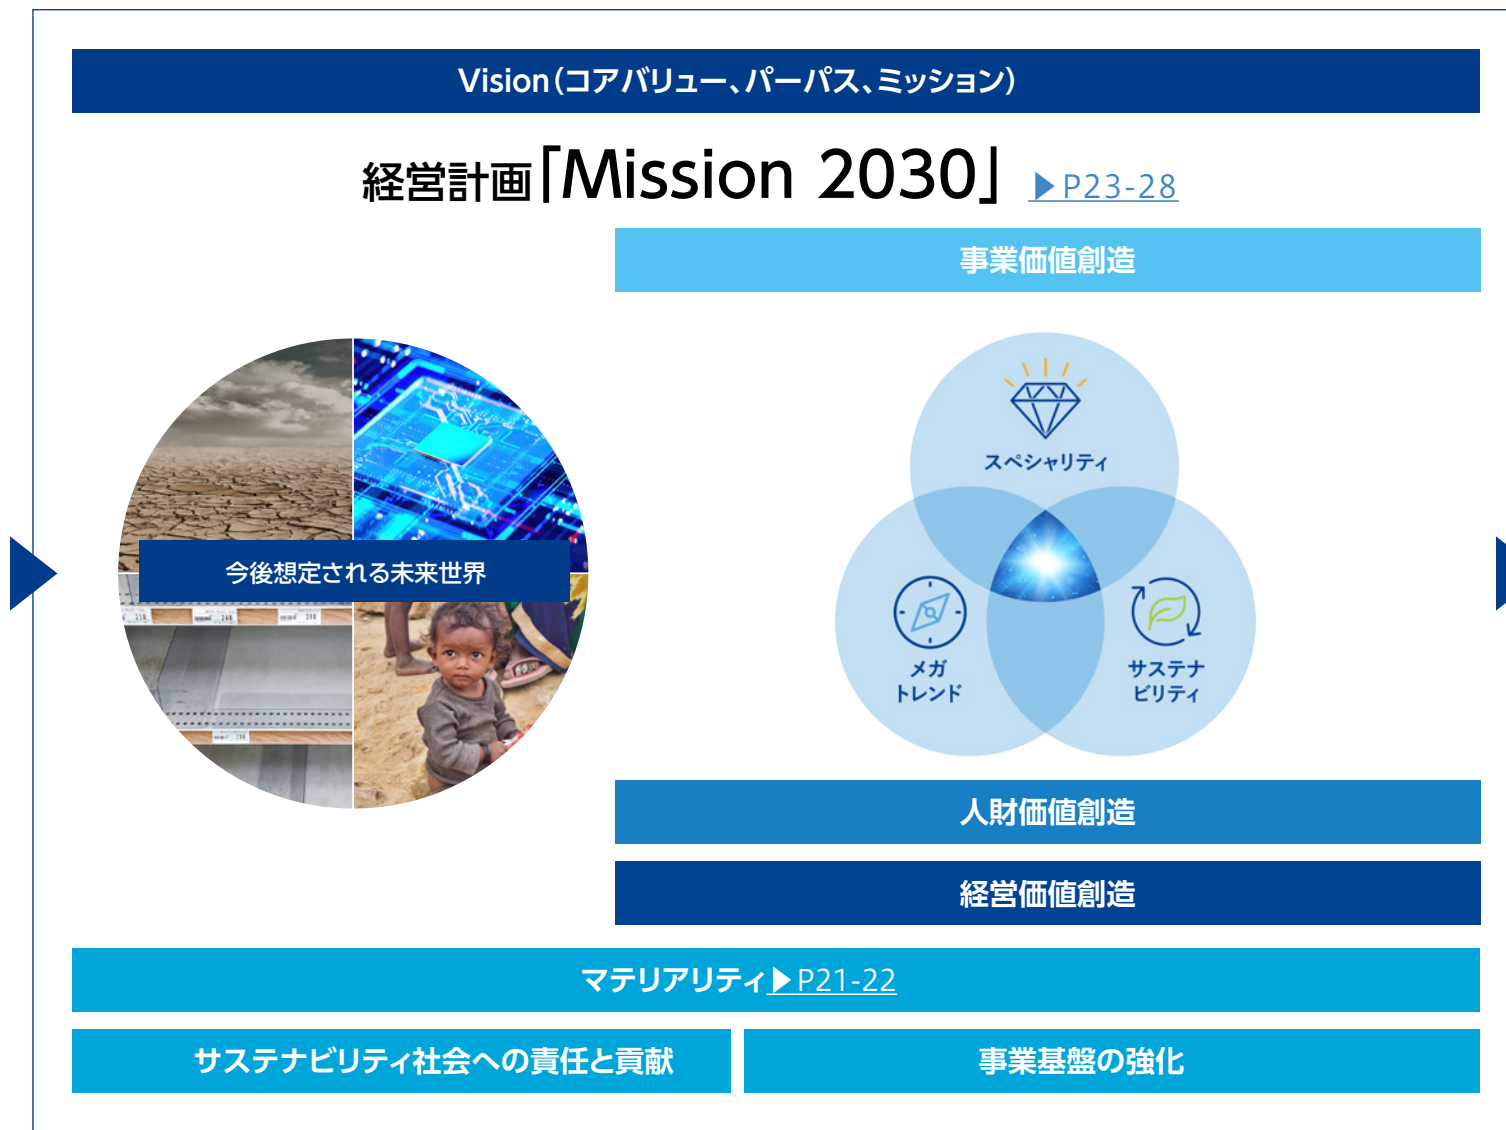 Vision（コアバリュー、パーパス、ミッション）
経営計画「Mission 2030」 ▶P23-28
事業価値創造
今後想定される未来世界
スペシャリティ
メガ
トレンド
サステナ
ビリティ
人財価値創造
経営価値創造
マテリアリティ▶P21-22
サステナビリティ社会への責任と貢献
事業基盤の強化